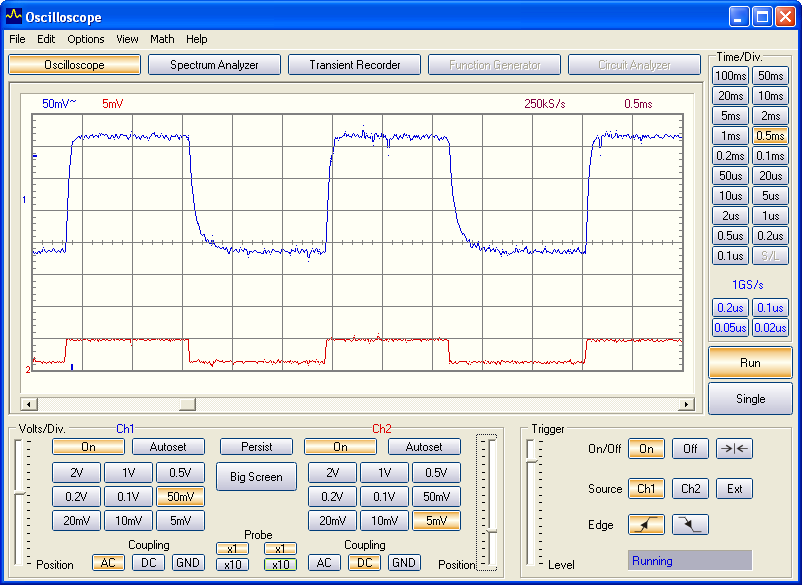 Oscilloscope
File Edit Options View Math Help
Oscilloscope Spectrum Analyzer Transient Recorder Function Generator Circuit Analyzer
50mV~ 5mV 250kS/s 0.5ms
1
2
Time/Div.
100ms 50ms
20ms 10ms
5ms 2ms
1ms 0.5ms
0.2ms 0.1ms
50us 20us
10us 5us
2us 1us
0.5us 0.2us
0.1us S/L
1GS/s
0.2us 0.1us
0.05us 0.02us
Run
Single
Volts/Div. Ch1 Ch2
On Autoset Persist On Autoset
2V 1V 0.5V Big Screen 2V 1V 0.5V
0.2V 0.1V 50mV 0.2V 0.1V 50mV
20mV 10mV 5mV 20mV 10mV 5mV
Coupling Probe Coupling
x1 x1
Position AC DC GND x10 x10 AC DC GND Position
Trigger
On/Off On Off
Source Ch1 Ch2 Ext
Edge
Level Running